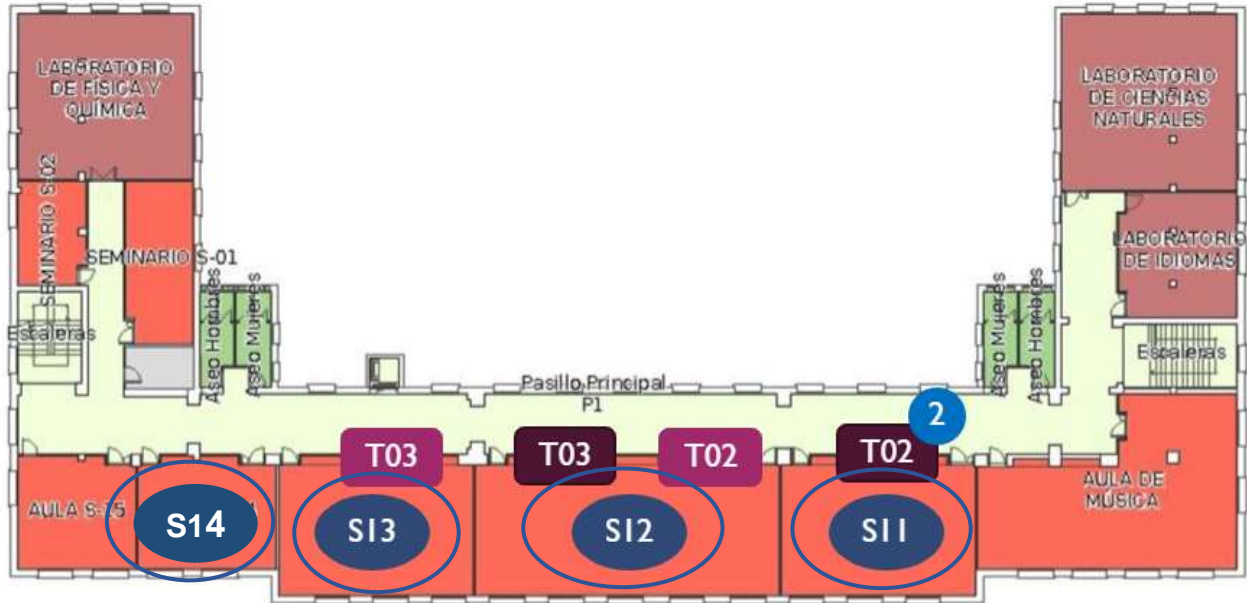 LABORATORIO
DE FÍSICA Y
QUÍMICA
LABORATORIO
DE CIENCIAS
NATURALES
SEMINARIO S-02
SEMINARIO S-01
LABORATORIO
DE IDIOMAS
Escaleras
Aseo Hombres
Aseo Mujeres
Aseo Mujeres
Aseo Hombres
Escaleras
Pasillo Principal
P1
2
T03
T03
T02
T02
AULA S-15
S14
S13
S12
S11
AULA DE
MÚSICA